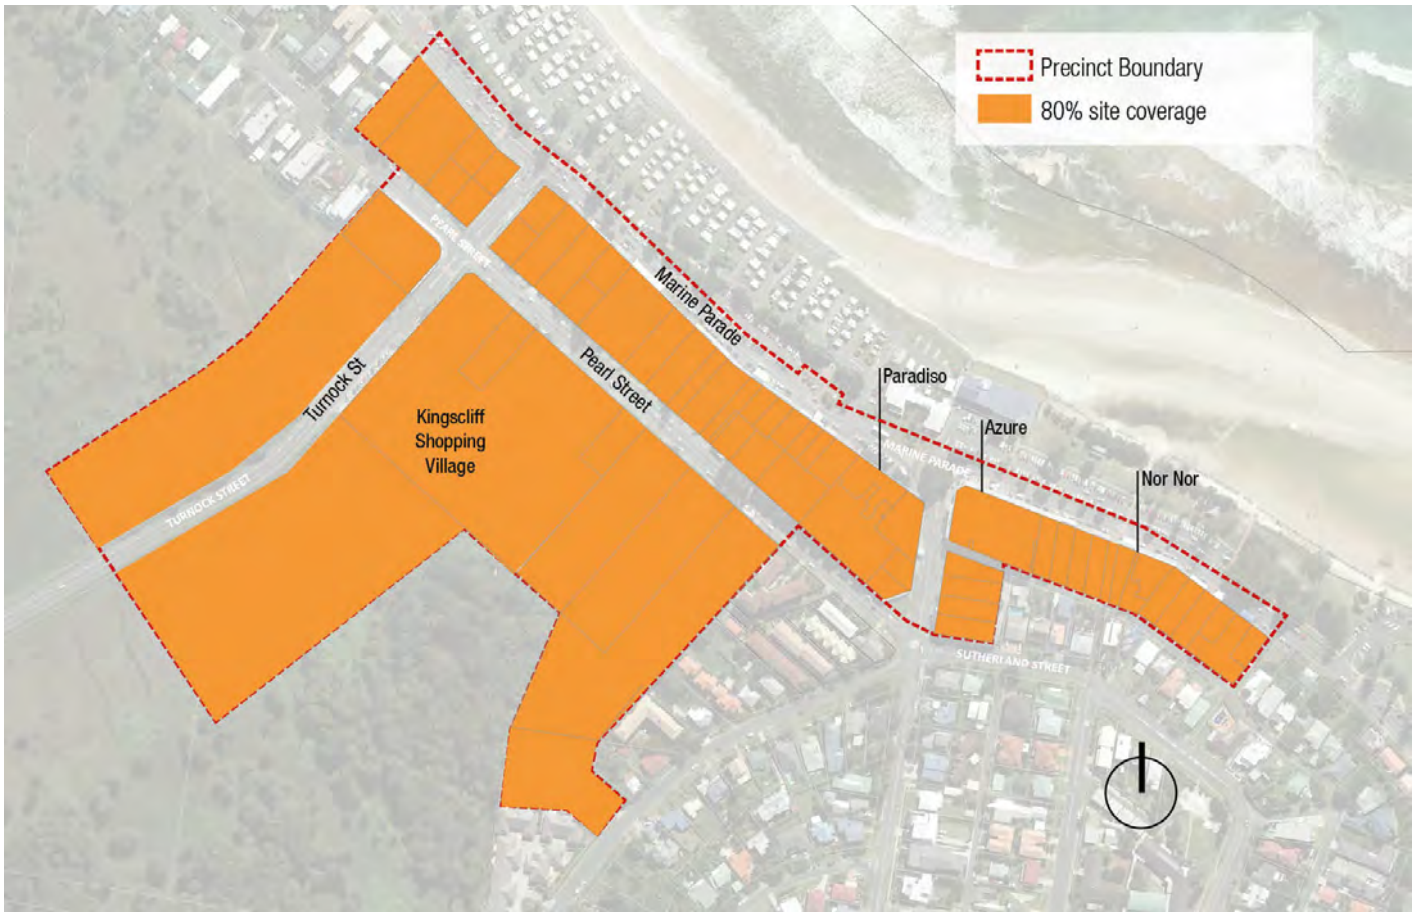 Precinct Boundary
80% site coverage
PEARL STREET
Marine Parade
Pearl Street
Turnock St
Kingscliff
Shopping
Village
Paradiso
Azure
MARINE PARADE
Nor Nor
TURNOCK STREET
SUTHERLAND STREET